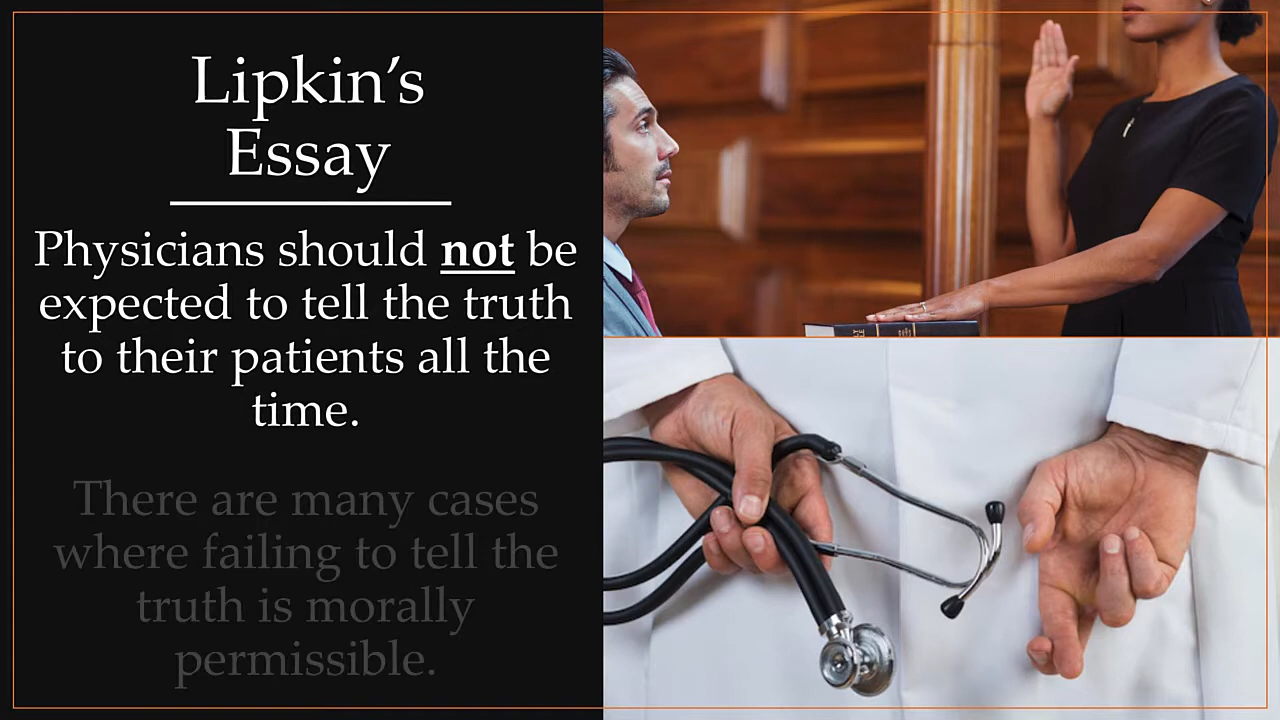 Lipkin’s
Essay
Physicians should not be
expected to tell the truth
to their patients all the
time.
There are many cases
where failing to tell the
truth is morally
permissible.